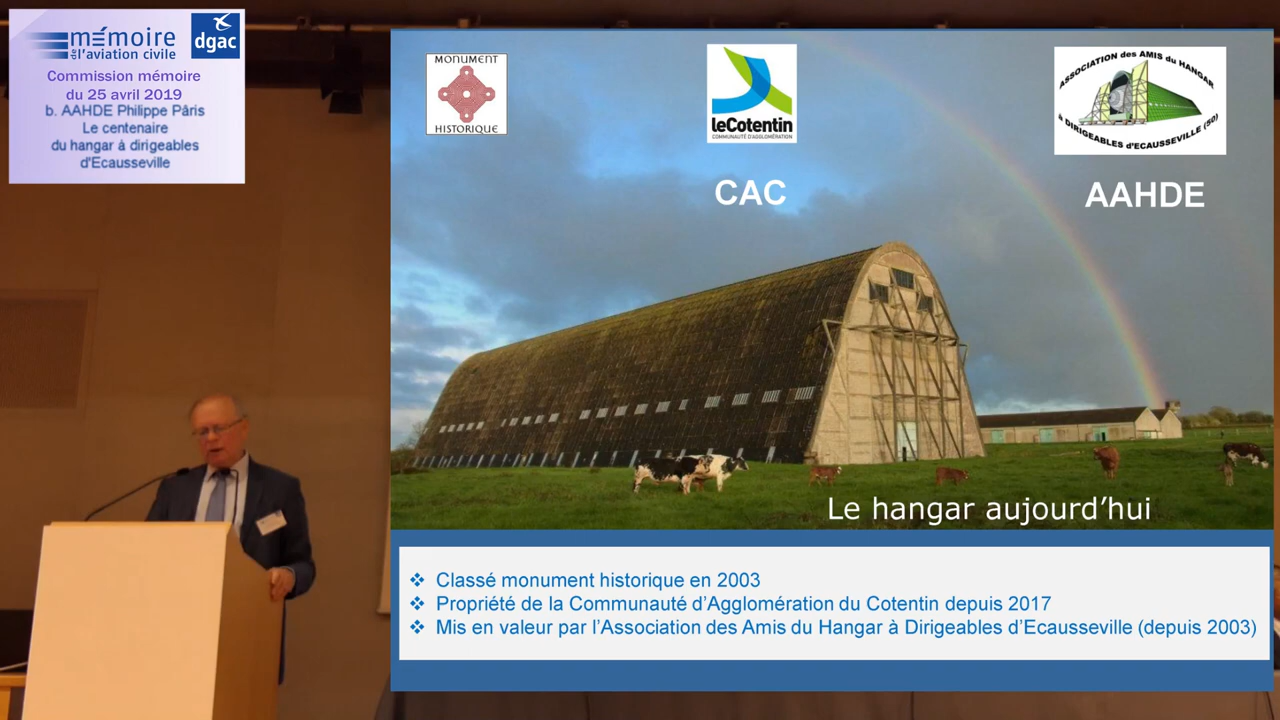 mémoire
de l'aviation civile
dgac
Commission mémoire
du 25 avril 2019
b. AAHDE Philippe Pâris
Le centenaire
du hangar à dirigeables
d'Ecausseville
MONUMENT
HISTORIQUE
leCotentin
COMMUNAUTÉ D'AGGLOMÉRATION
CAC
ASSOCIATION des AMIS du HANGAR
à DIRIGEABLES d'ECAUSSEVILLE (50)
AAHDE
Le hangar aujourd'hui
❖ Classé monument historique en 2003
❖ Propriété de la Communauté d'Agglomération du Cotentin depuis 2017
❖ Mis en valeur par l'Association des Amis du Hangar à Dirigeables d'Ecausseville (depuis 2003)